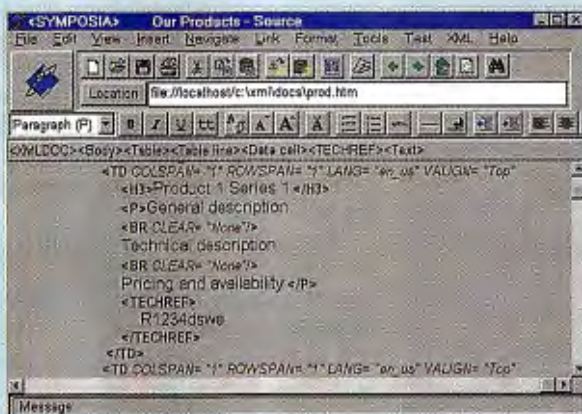 <SYMPOSIA> Our Products - Source
File Edit View Insert Navigate Link Format Tools Text XML Help
Location file://localhost/c:\xml\docs\prod.htm
Paragraph (P) B I U tt A A A A
<XMLDOC><Body><Table><Table line><Data cell><TECHREF><Text>
<TD COLSPAN= "1" ROWSPAN= "1" LANG= "en_us" VALIGN= "Top"
<H3>Product 1 Series 1 </H3>
<P>General description
<BR CLEAR= "None"/>
Technical description
<BR CLEAR= "None"/>
Pricing and availability </P>
<TECHREF>
R1234dswe
</TECHREF>
</TD>
<TD COLSPAN= "1" ROWSPAN= "1" LANG= "en_us" VALIGN= "Top"
Message